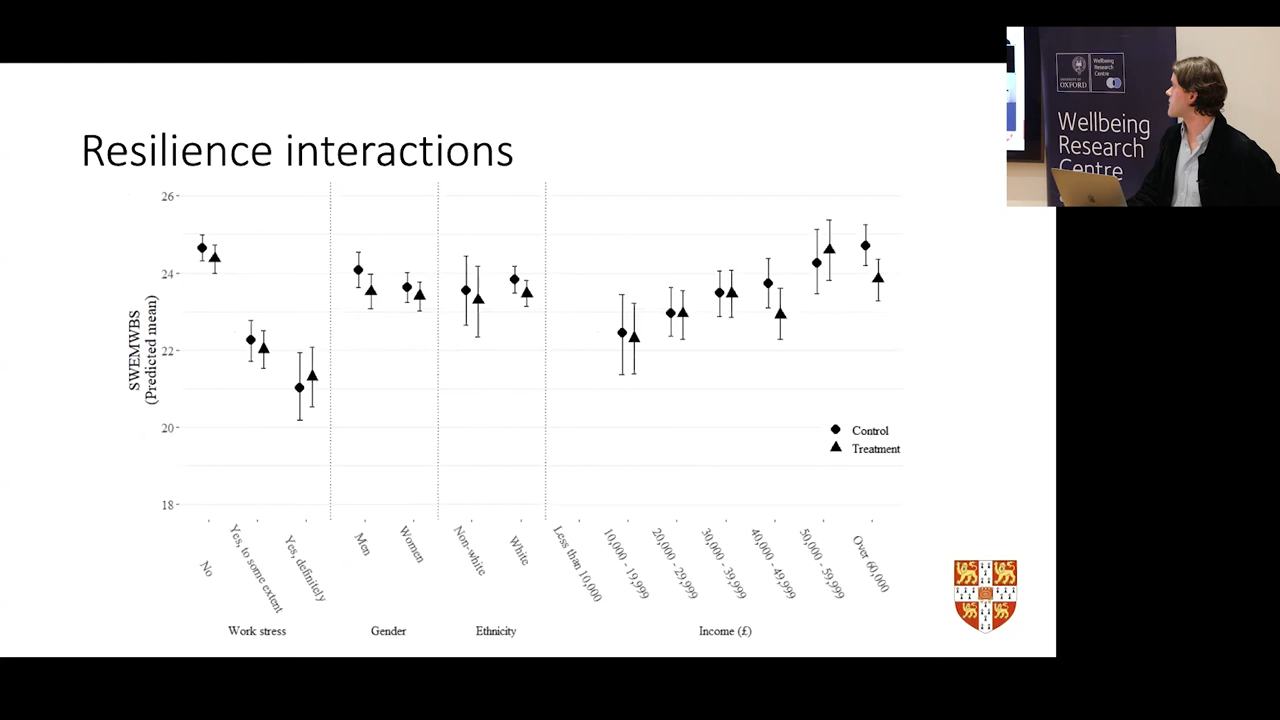 Resilience interactions
SWEMWBS
(Predicted mean)
26
24
22
20
18
Control
Treatment
No
Yes, to some extent
Yes, definitely
Men
Women
Non-white
White
Less than 10,000
10,000 - 19,999
20,000 - 29,999
30,000 - 39,999
40,000 - 49,999
50,000 - 59,999
Over 60,000
Work stress
Gender
Ethnicity
Income (£)
UNIVERSITY OF
OXFORD
Wellbeing
Research
Centre
Wellbeing
Research
Centre